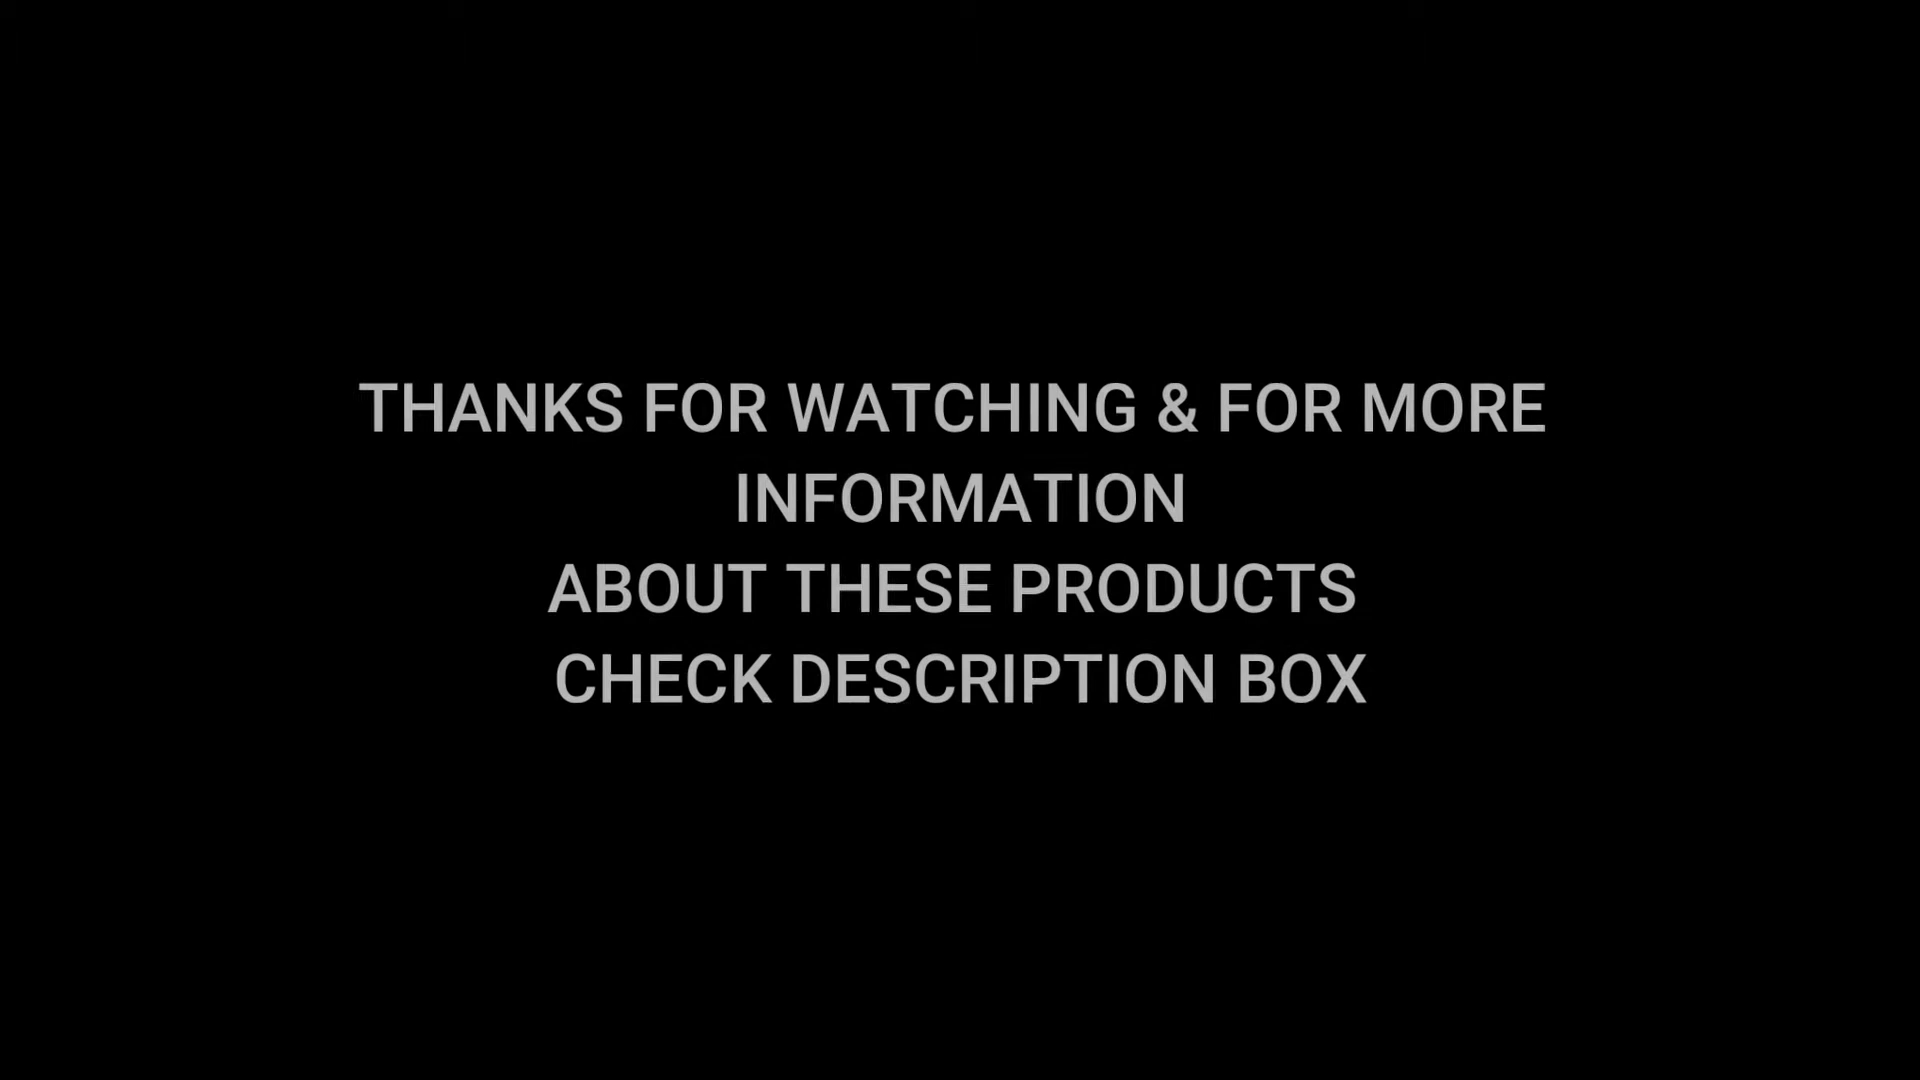 THANKS FOR WATCHING & FOR MORE
INFORMATION
ABOUT THESE PRODUCTS
CHECK DESCRIPTION BOX